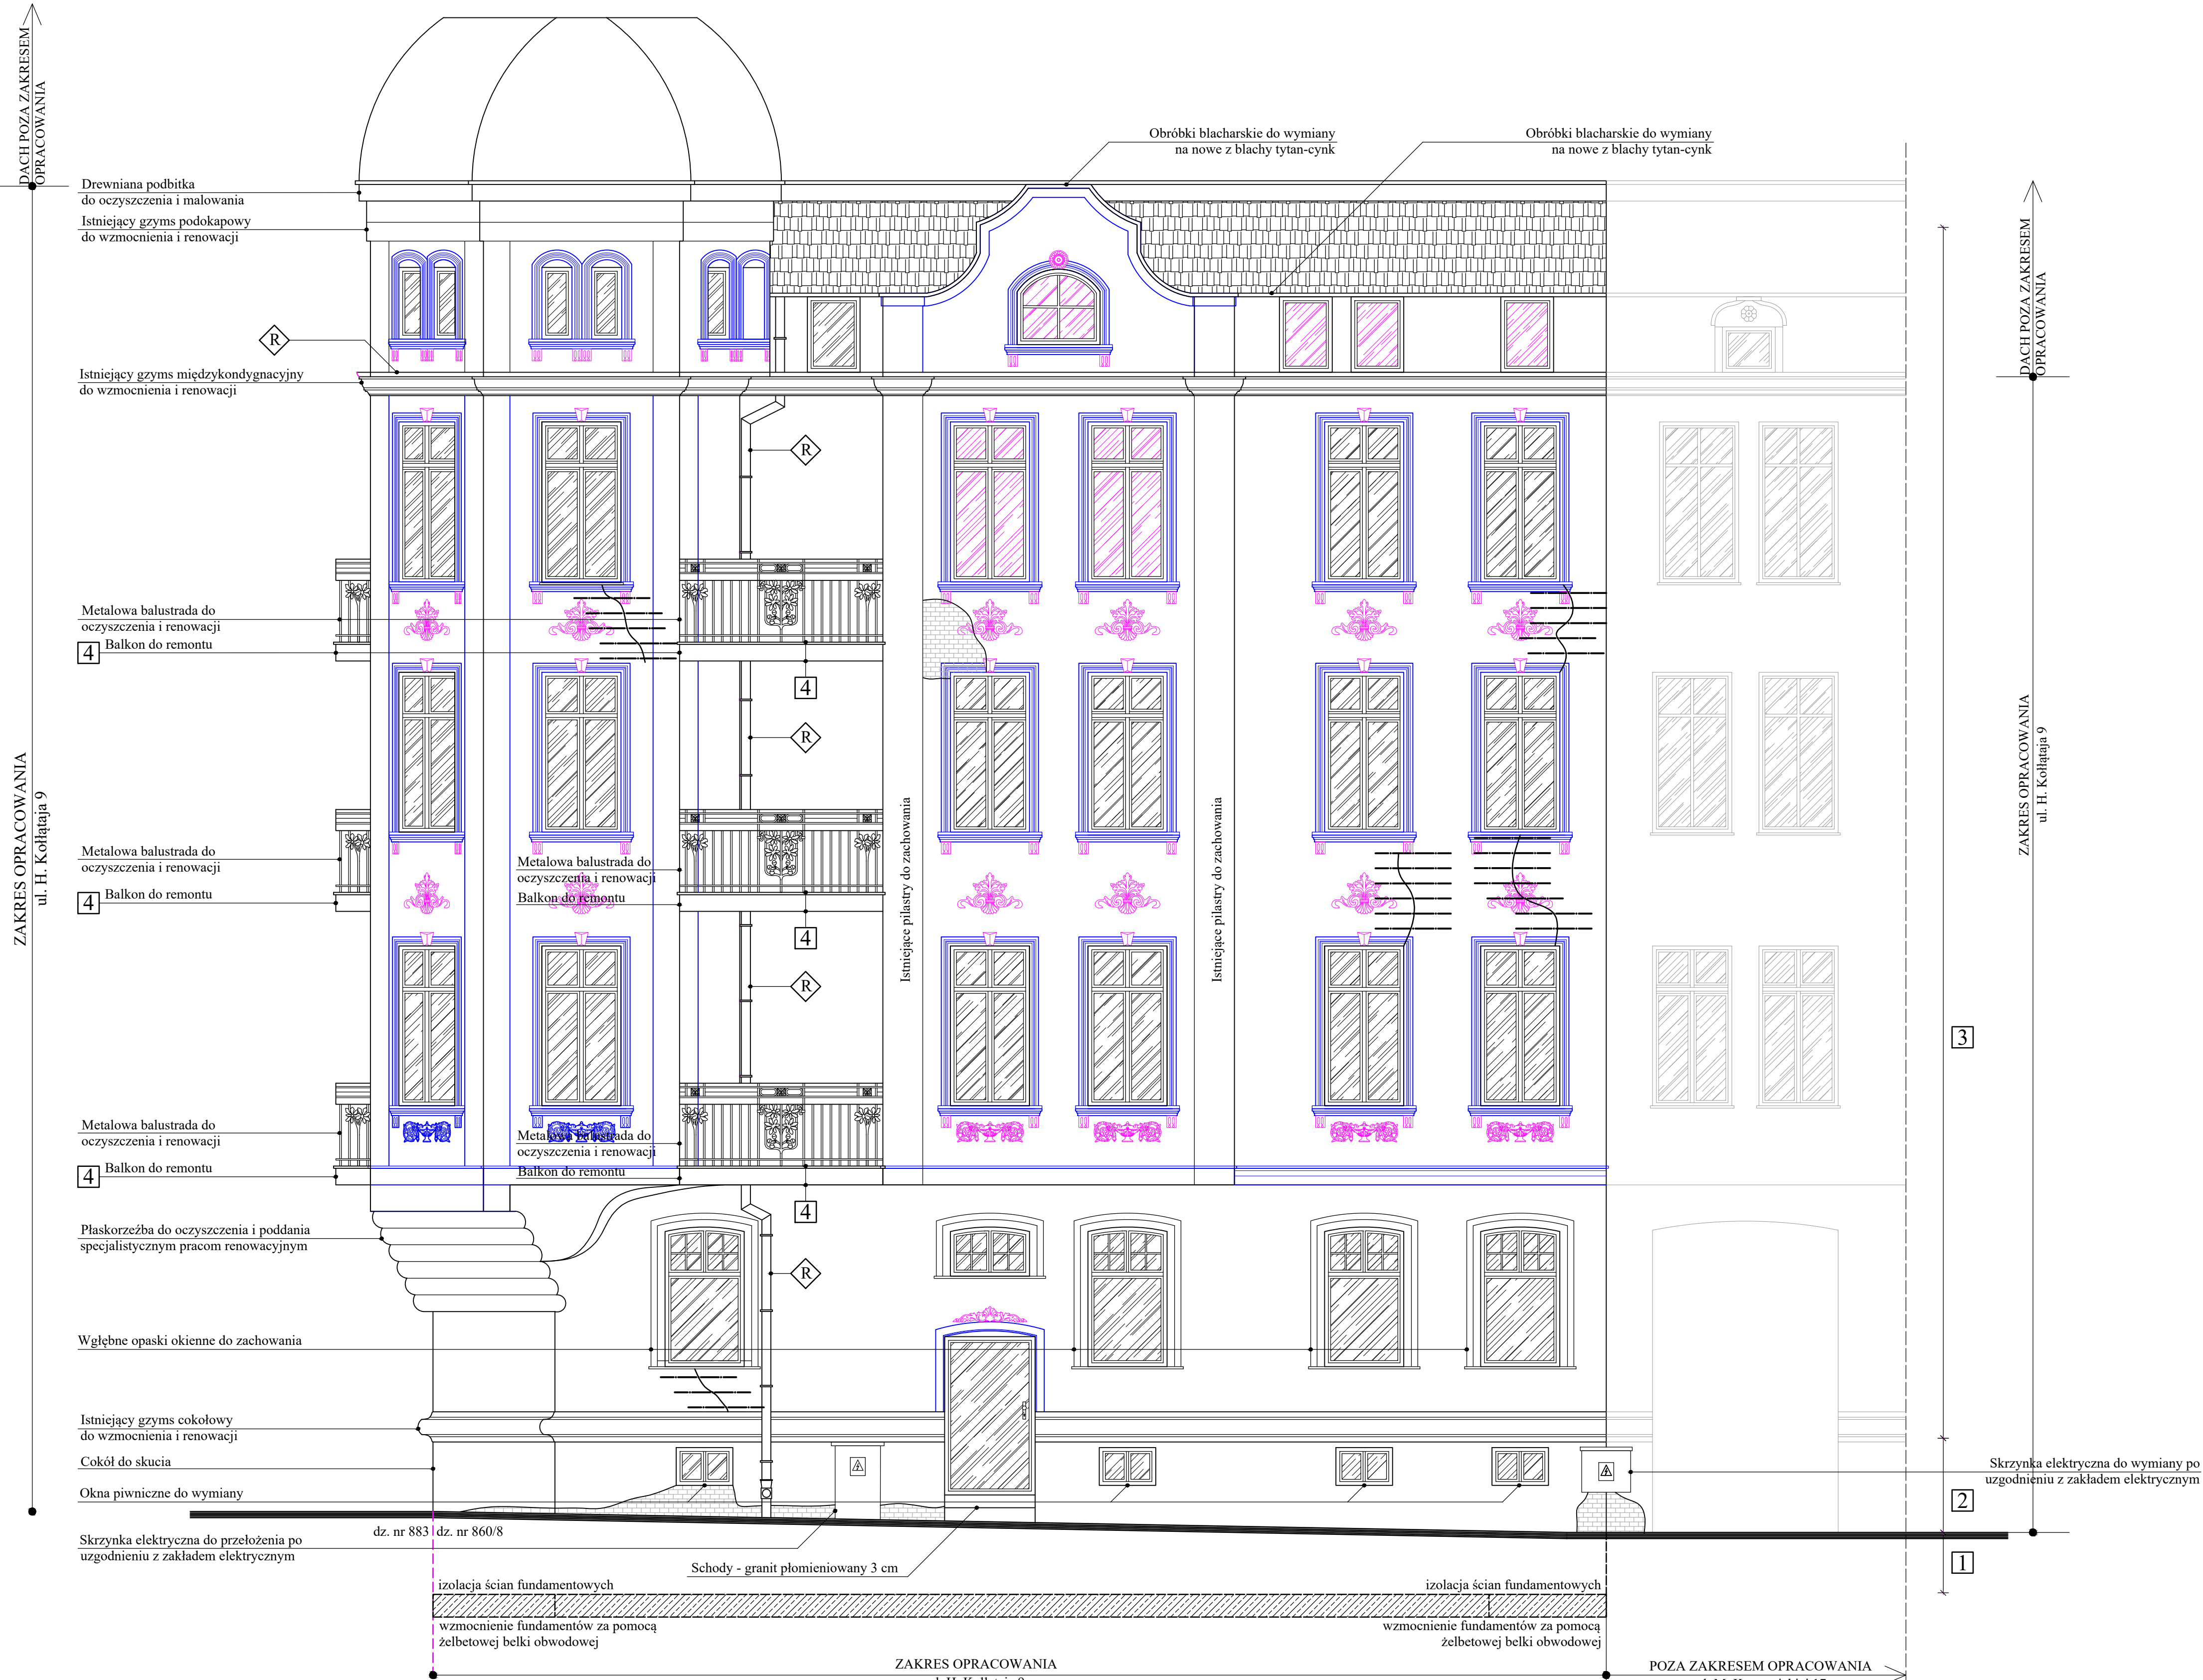 DACH POZA ZAKRESEM
OPRACOWANIA
Obróbki blacharskie do wymiany
na nowe z blachy tytan-cynk
Obróbki blacharskie do wymiany
na nowe z blachy tytan-cynk
Drewniana podbitka
do oczyszczenia i malowania
Istniejący gzyms podokapowy
do wzmocnienia i renowacji
DACH POZA ZAKRESEM
OPRACOWANIA
R
Istniejący gzyms międzykondygnacyjny
do wzmocnienia i renowacji
R
Metalowa balustrada do
oczyszczenia i renowacji
4 Balkon do remontu
4
R
ZAKRES OPRACOWANIA
ul. H. Kołłątaja 9
ZAKRES OPRACOWANIA
ul. H. Kołłątaja 9
Istniejące pilastry do zachowania
Istniejące pilastry do zachowania
Metalowa balustrada do
oczyszczenia i renowacji
4 Balkon do remontu
Metalowa balustrada do
oczyszczenia i renowacji
Balkon do remontu
4
R
3
Metalowa balustrada do
oczyszczenia i renowacji
4 Balkon do remontu
Metalowa balustrada do
oczyszczenia i renowacji
Balkon do remontu
4
Płaskorzeźba do oczyszczenia i poddania
specjalistycznym pracom renowacyjnym
R
Wgłębne opaski okienne do zachowania
Istniejący gzyms cokołowy
do wzmocnienia i renowacji
Cokół do skucia
Skrzynka elektryczna do wymiany po
uzgodnieniu z zakładem elektrycznym
Okna piwniczne do wymiany
2
dz. nr 883 dz. nr 860/8
Skrzynka elektryczna do przełożenia po
uzgodnieniu z zakładem elektrycznym
Schody - granit płomieniowany 3 cm
1
izolacja ścian fundamentowych
izolacja ścian fundamentowych
wzmocnienie fundamentów za pomocą
żelbetowej belki obwodowej
wzmocnienie fundamentów za pomocą
żelbetowej belki obwodowej
ZAKRES OPRACOWANIA
POZA ZAKRESEM OPRACOWANIA